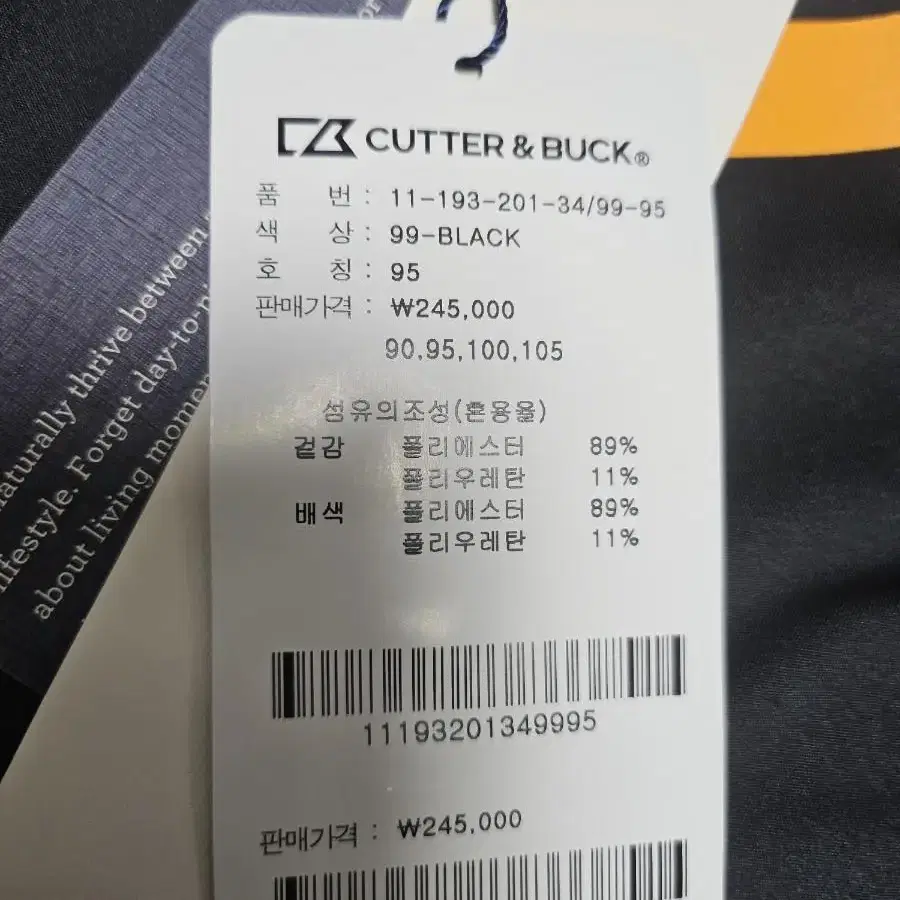 CUTTER & BUCK®
품 번 : 11-193-201-34/99-95
색 상 : 99-BLACK
호 칭 : 95
판매가격 : ₩245,000
90,95,100,105
섬유의조성(혼용율)
겉감 폴리에스터 89%
폴리우레탄 11%
배색 폴리에스터 89%
폴리우레탄 11%
11193201349995
판매가격 : ₩245,000
naturally thrive between
lifestyle. Forget day-to-
about living